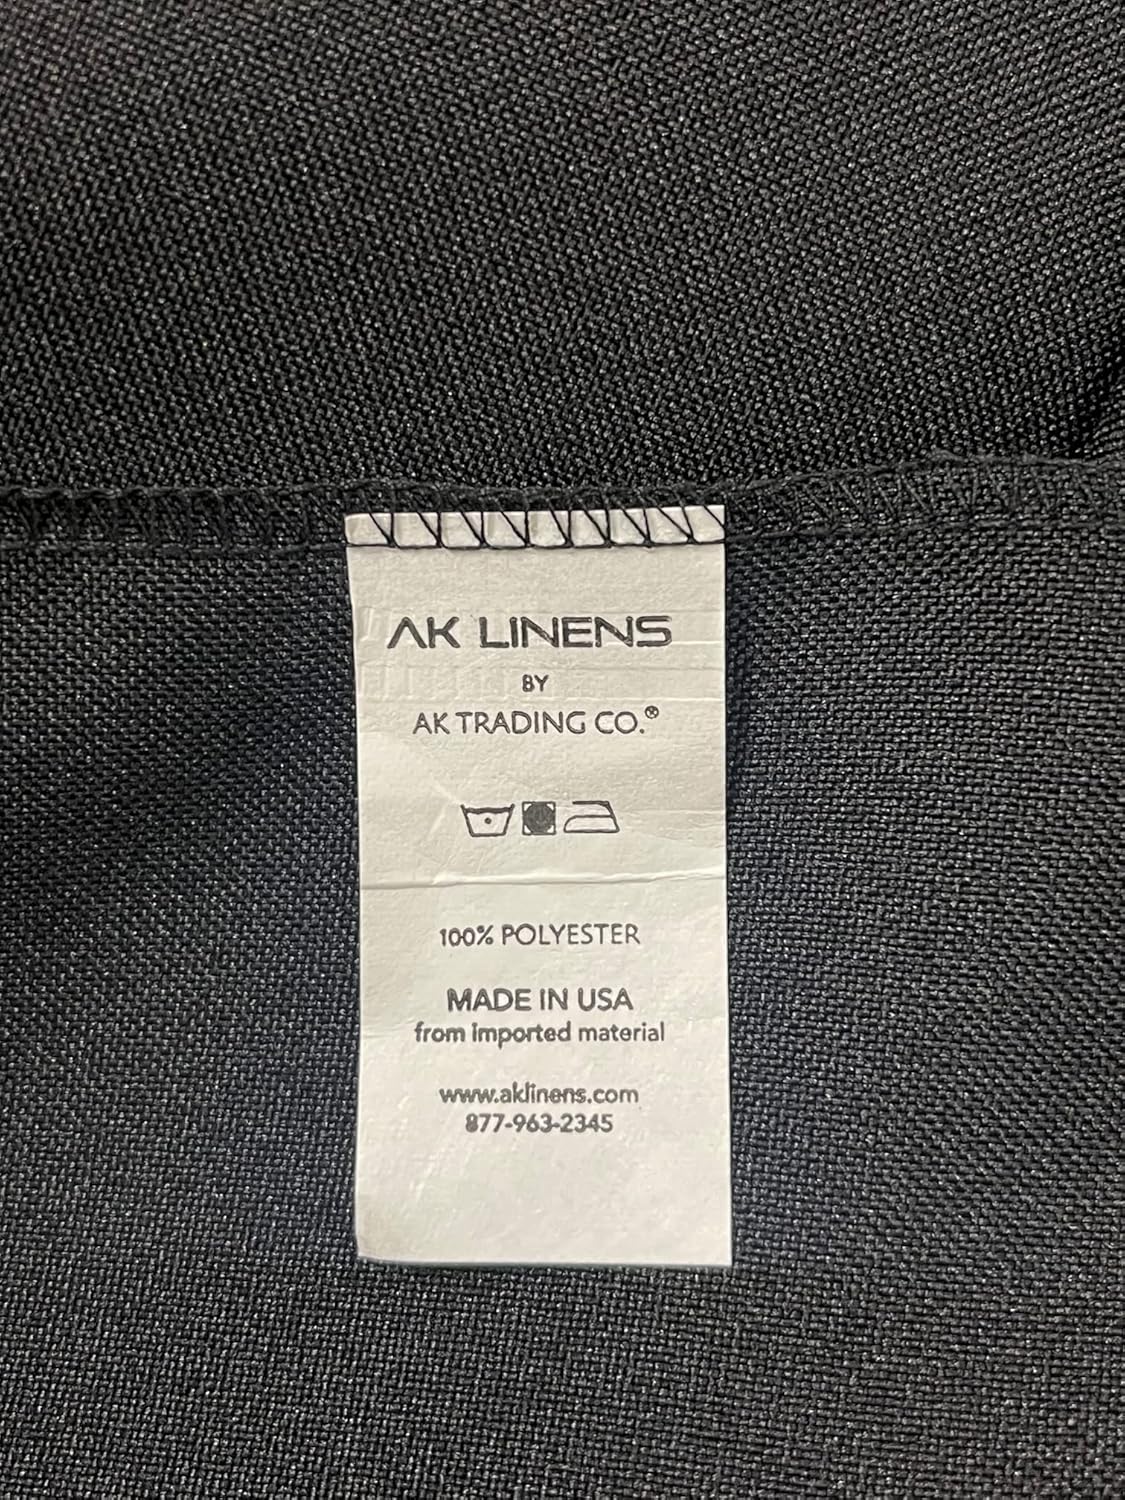 AK LINENS
BY
AK TRADING CO.®
100% POLYESTER
MADE IN USA
from imported material
www.aklinens.com
877-963-2345